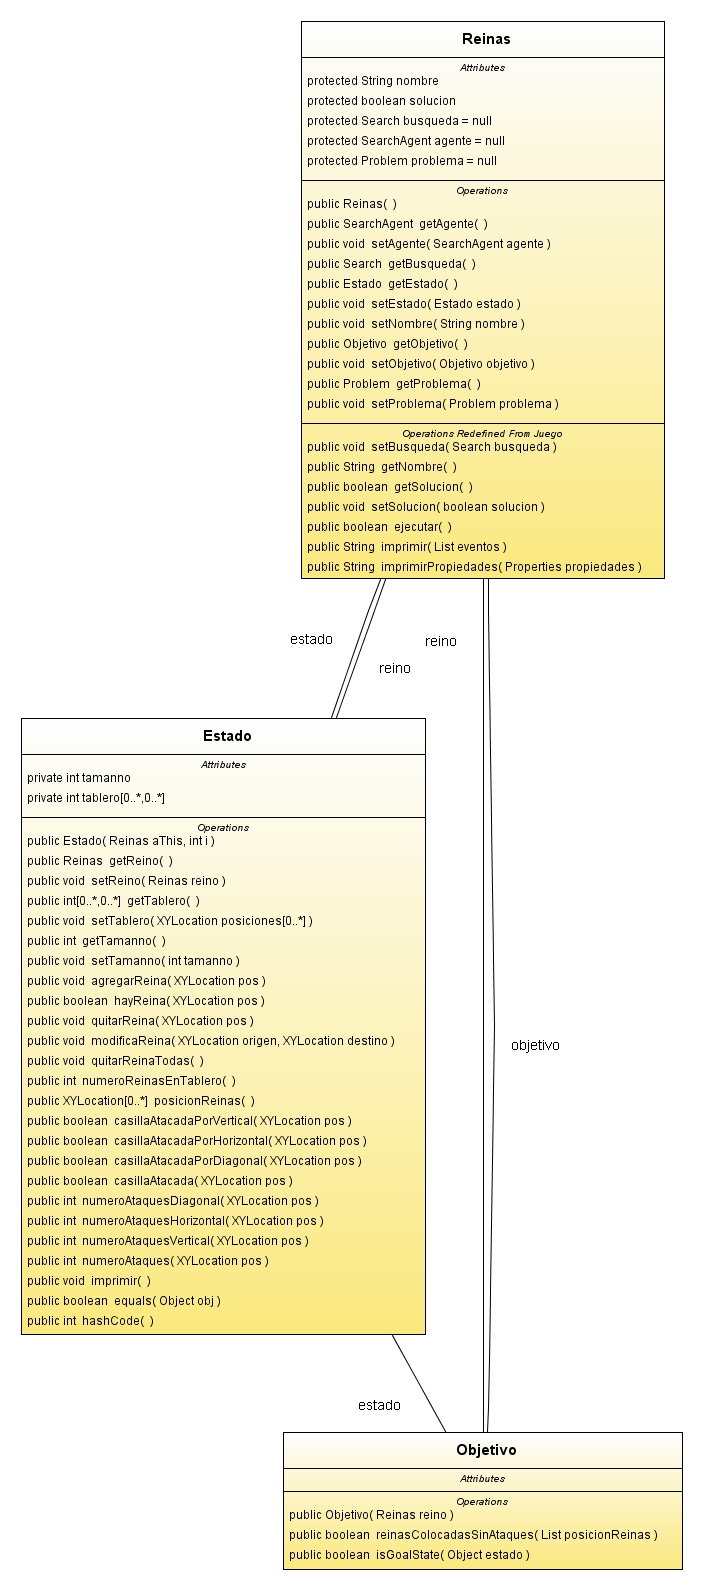 Reinas
Attributes
protected String nombre
protected boolean solucion
protected Search busqueda = null
protected SearchAgent agente = null
protected Problem problema = null
Operations
public Reinas( )
public SearchAgent getAgente( )
public void setAgente( SearchAgent agente )
public Search getBusqueda( )
public Estado getEstado( )
public void setEstado( Estado estado )
public void setNombre( String nombre )
public Objetivo getObjetivo( )
public void setObjetivo( Objetivo objetivo )
public Problem getProblema( )
public void setProblema( Problem problema )
Operations Redefined From Juego
public void setBusqueda( Search busqueda )
public String getNombre( )
public boolean getSolucion( )
public void setSolucion( boolean solucion )
public boolean ejecutar( )
public String imprimir( List eventos )
public String imprimirPropiedades( Properties propiedades )
estado
reino
reino
Estado
Attributes
private int tamanno
private int tablero[0..*,0..*]
Operations
public Estado( Reinas aThis, int i )
public Reinas getReino( )
public void setReino( Reinas reino )
public int[0..*,0..*] getTablero( )
public void setTablero( XYLocation posiciones[0..*] )
public int getTamanno( )
public void setTamanno( int tamanno )
public void agregarReina( XYLocation pos )
public boolean hayReina( XYLocation pos )
public void quitarReina( XYLocation pos )
public void modificaReina( XYLocation origen, XYLocation destino )
public void quitarReinaTodas( )
public int numeroReinasEnTablero( )
public XYLocation[0..*] posicionReinas( )
public boolean casillaAtacadaPorVertical( XYLocation pos )
public boolean casillaAtacadaPorHorizontal( XYLocation pos )
public boolean casillaAtacadaPorDiagonal( XYLocation pos )
public boolean casillaAtacada( XYLocation pos )
public int numeroAtaquesDiagonal( XYLocation pos )
public int numeroAtaquesHorizontal( XYLocation pos )
public int numeroAtaquesVertical( XYLocation pos )
public int numeroAtaques( XYLocation pos )
public void imprimir( )
public boolean equals( Object obj )
public int hashCode( )
objetivo
estado
Objetivo
Attributes
Operations
public Objetivo( Reinas reino )
public boolean reinasColocadasSinAtaques( List posicionReinas )
public boolean isGoalState( Object estado )